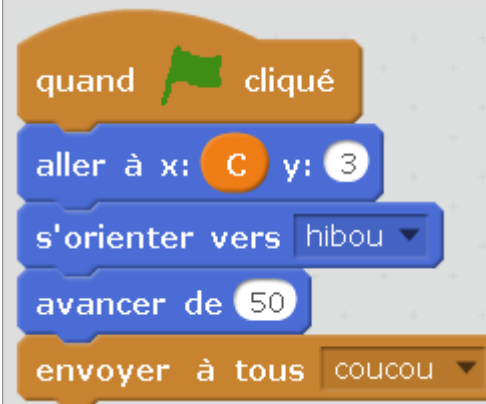 quand cliqué
aller à x: C y: 3
s'orienter vers hibou
avancer de 50
envoyer à tous coucou